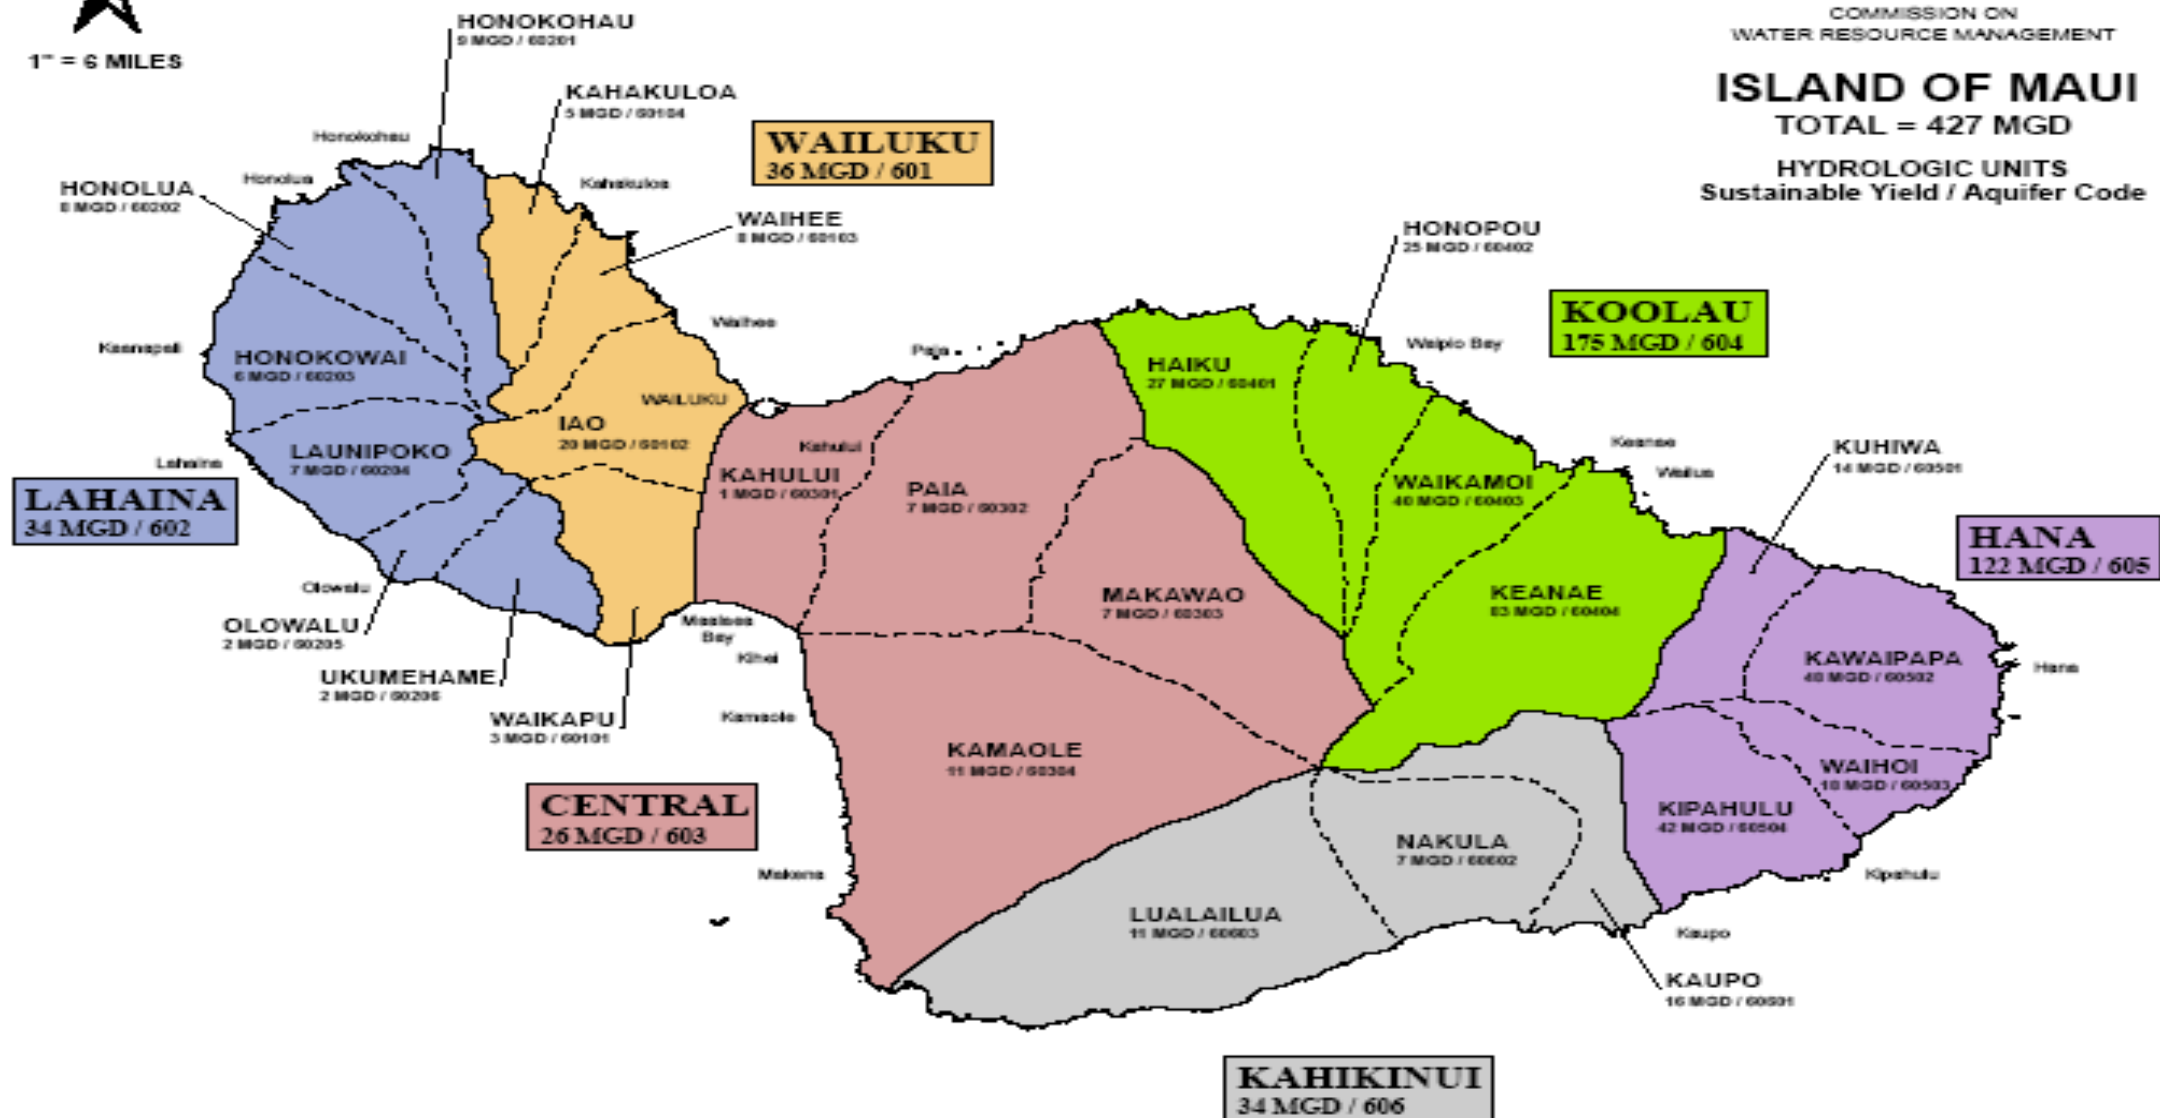 1" = 6 MILES
COMMISSION ON
WATER RESOURCE MANAGEMENT
ISLAND OF MAUI
TOTAL = 427 MGD
HYDROLOGIC UNITS
Sustainable Yield / Aquifer Code
HONOKOHAU
9 MGD / 60201
KAHAKULOA
5 MGD / 60104
WAILUKU
36 MGD / 601
Honokohau
Honolua
Kahakuloa
HONOLUA
8 MGD / 60202
WAIHEE
8 MGD / 60103
HONOPOU
25 MGD / 60402
KOOLAU
175 MGD / 604
Waihee
Kaanapali
HONOKOWAI
6 MGD / 60203
Paia
Waipio Bay
HAIKU
27 MGD / 60401
WAILUKU
IAO
20 MGD / 60102
LAUNIPOKO
7 MGD / 60204
Lahaina
Kahului
KAHULUI
1 MGD / 60301
PAIA
7 MGD / 60302
WAIKAMOI
40 MGD / 60403
Keanae
Wailua
KUHIWA
14 MGD / 60501
LAHAINA
34 MGD / 602
HANA
122 MGD / 605
Olowalu
OLOWALU
2 MGD / 60205
UKUMEHAME
2 MGD / 60206
WAIKAPU
3 MGD / 60101
Maalaea
Bay
Kihei
MAKAWAO
7 MGD / 60303
KEANAE
83 MGD / 60404
KAWAIPAPA
48 MGD / 60502
Hana
Kamaole
KAMAOLE
11 MGD / 60304
WAIHOI
18 MGD / 60503
CENTRAL
26 MGD / 603
KIPAHULU
42 MGD / 60504
NAKULA
7 MGD / 60602
Makena
Kipahulu
LUALAILUA
11 MGD / 60603
Kaupo
KAUPO
16 MGD / 60601
KAHIKINUI
34 MGD / 606